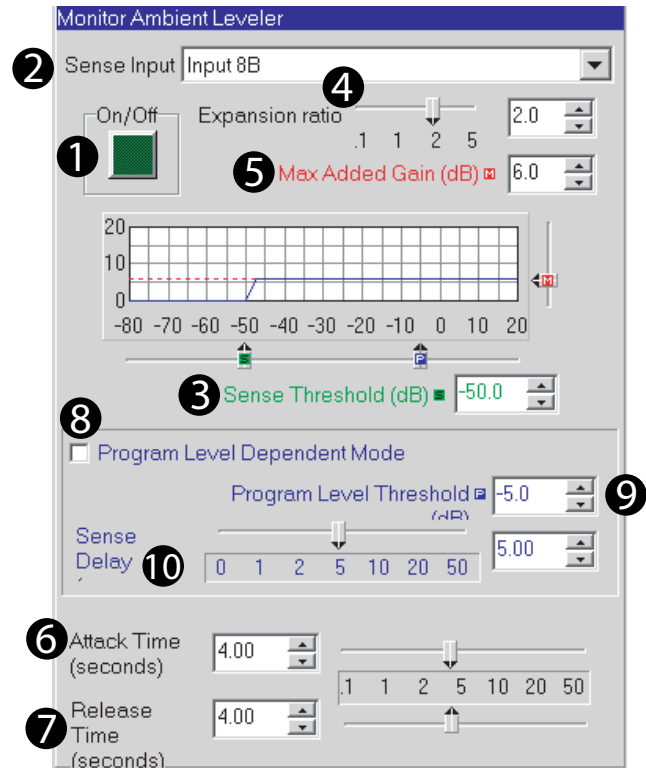 Monitor Ambient Leveler
2 Sense Input Input 8B
4
On/Off Expansion ratio 2.0
.1 1 2 5
1
5 Max Added Gain (dB) M 6.0
20
10
0
M
-80 -70 -60 -50 -40 -30 -20 -10 0 10 20
S P
3 Sense Threshold (dB) S -50.0
8
Program Level Dependent Mode
Program Level Threshold P -5.0 9
(dB)
Sense
Delay 10 0 1 2 5 10 20 50 5.00
6 Attack Time 4.00
(seconds)
.1 1 2 5 10 20 50
7 Release 4.00
Time
(seconds)